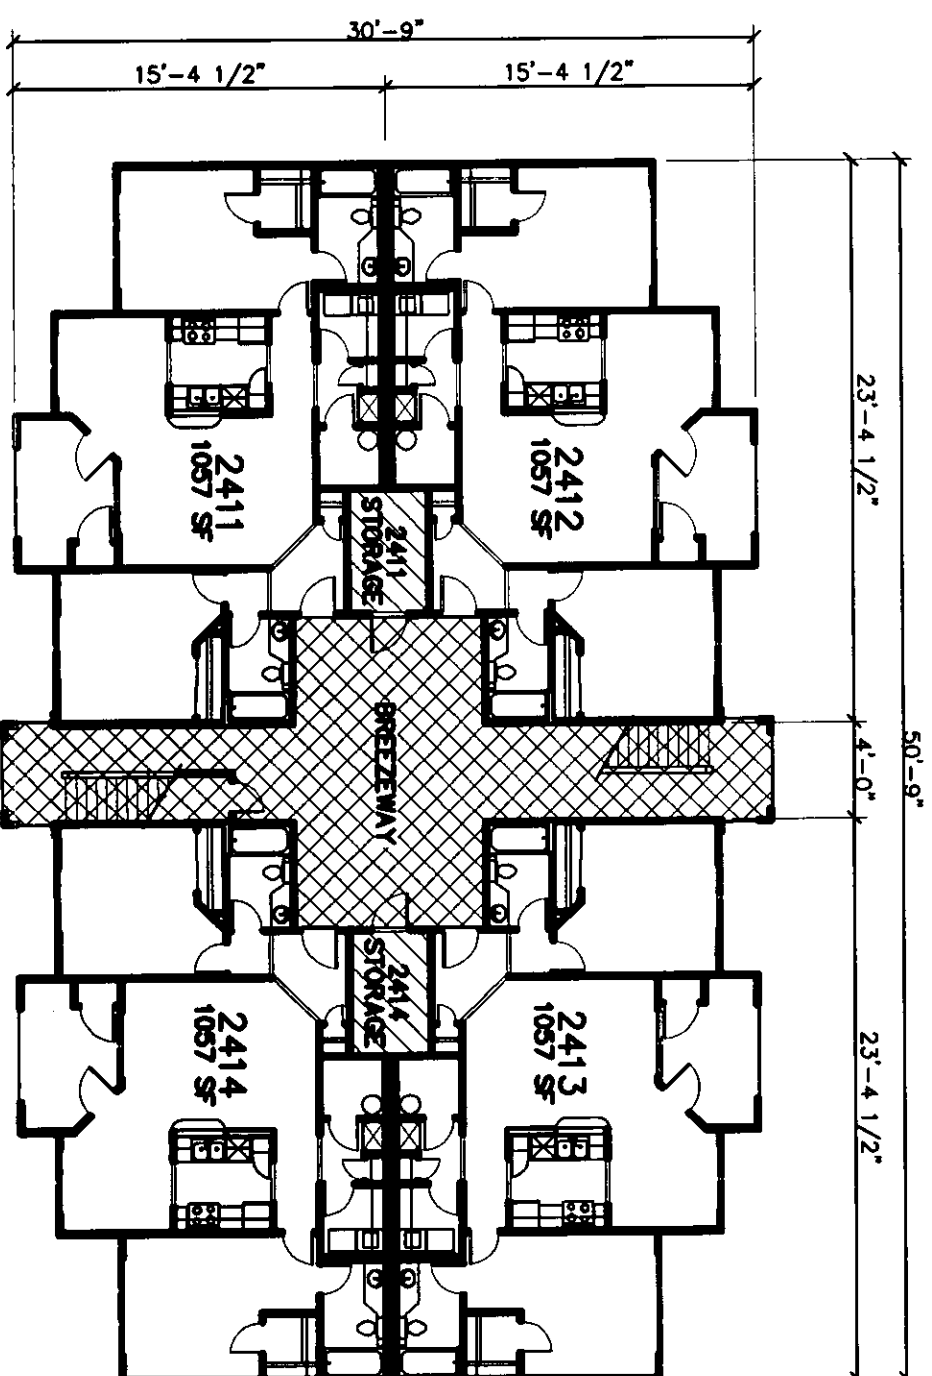 30'-9"
15'-4 1/2"
15'-4 1/2"
23'-4 1/2"
2411
1057 SF
2412
1057 SF
2411
STORAGE
BREEZEWAY
4'-0"
50'-9"
2414
STORAGE
2414
1057 SF
2413
1057 SF
23'-4 1/2"